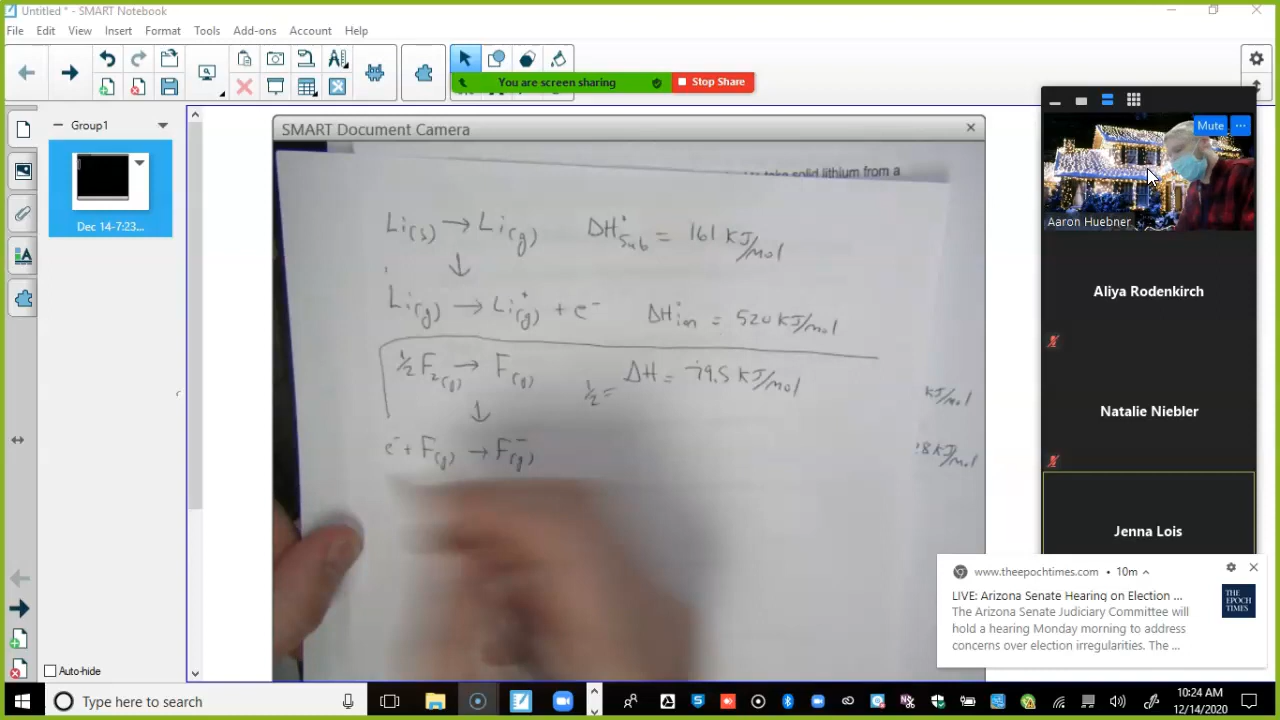 Untitled * - SMART Notebook
File Edit View Insert Format Tools Add-ons Account Help
You are screen sharing
Stop Share
Group1
Dec 14-7:23...
SMART Document Camera
take solid lithium from a
Li(s) → Li(g) ΔH°sub = 161 kJ/mol
↓
Li(g) → Li⁺(g) + e⁻ ΔH°ion = 520 kJ/mol
½F₂(g) → F(g) ½ = ΔH = 79.5 kJ/mol
↓
e⁻ + F(g) → F⁻(g)
kJ/mol
28 kJ/mol
Mute
Aaron Huebner
Aliya Rodenkirch
Natalie Niebler
Jenna Lois
www.theepochtimes.com • 10m
LIVE: Arizona Senate Hearing on Election ...
The Arizona Senate Judiciary Committee will
hold a hearing Monday morning to address
concerns over election irregularities. The ...
THE
EPOCH
TIMES
Auto-hide
Type here to search
10:24 AM
12/14/2020